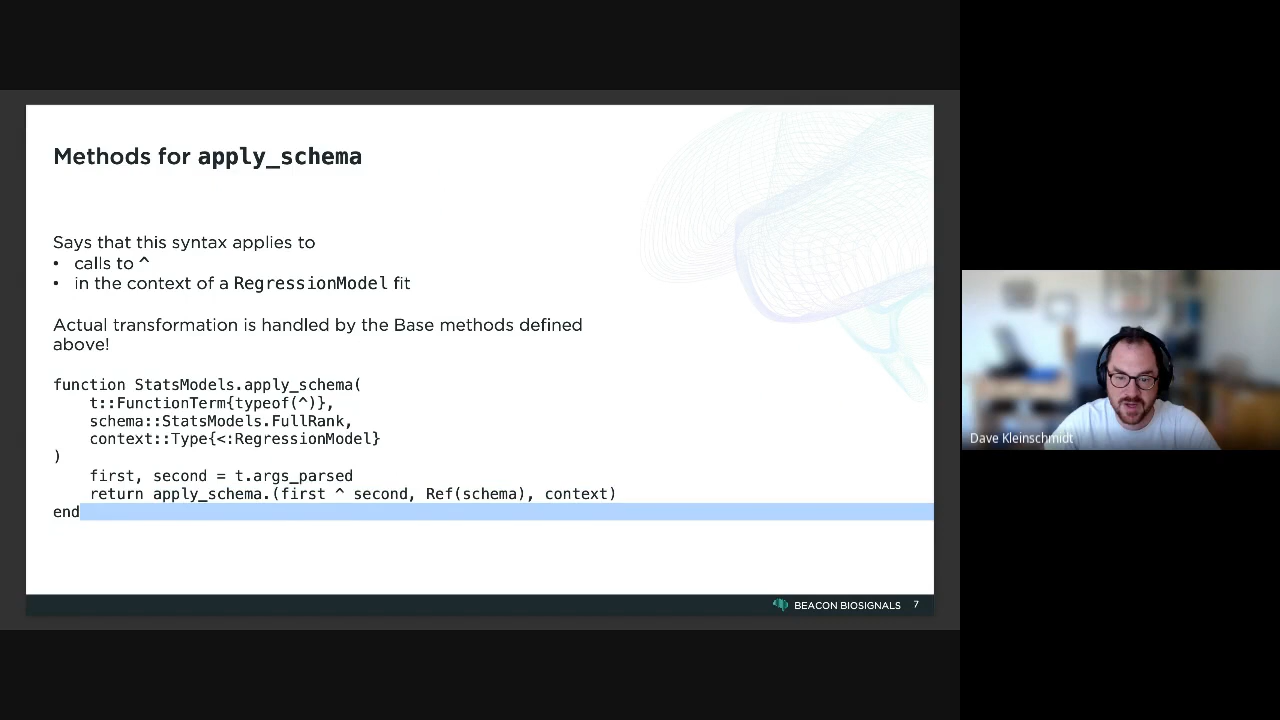 Methods for apply_schema
Says that this syntax applies to
• calls to ^
• in the context of a RegressionModel fit
Actual transformation is handled by the Base methods defined
above!
function StatsModels.apply_schema(
    t::FunctionTerm{typeof(^)},
    schema::StatsModels.FullRank,
    context::Type{<:RegressionModel}
)
    first, second = t.args_parsed
    return apply_schema.(first ^ second, Ref(schema), context)
end
BEACON BIOSIGNALS 7
Dave Kleinschmidt